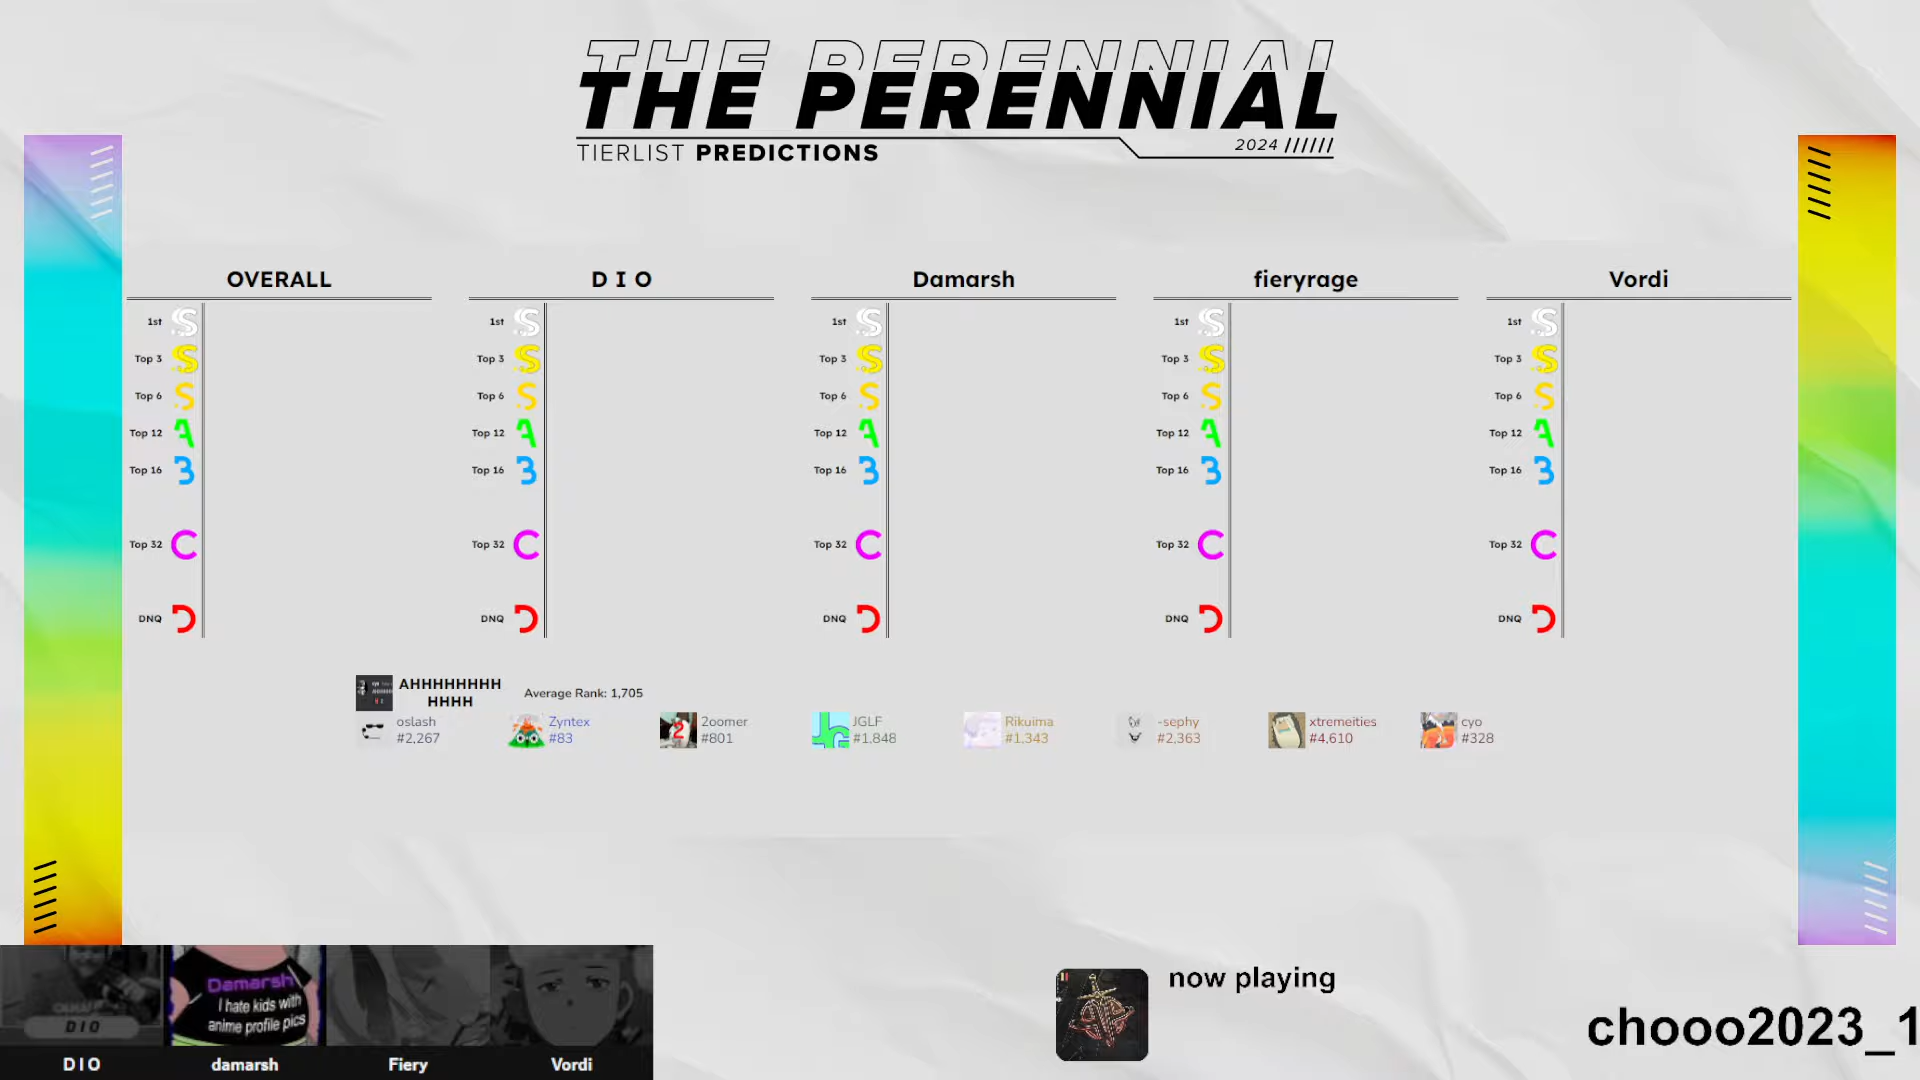 THE PERENNIAL
THE PERENNIAL
TIERLIST PREDICTIONS
2024 //////
OVERALL
D I O
Damarsh
fieryrage
Vordi
1st S
Top 3 S
Top 6 S
Top 12 A
Top 16 B
Top 32 C
DNQ D
1st S
Top 3 S
Top 6 S
Top 12 A
Top 16 B
Top 32 C
DNQ D
1st S
Top 3 S
Top 6 S
Top 12 A
Top 16 B
Top 32 C
DNQ D
1st S
Top 3 S
Top 6 S
Top 12 A
Top 16 B
Top 32 C
DNQ D
1st S
Top 3 S
Top 6 S
Top 12 A
Top 16 B
Top 32 C
DNQ D
AHHHHHHHH
HHHH
Average Rank: 1,705
oslash
#2,267
Zyntex
#83
2
2oomer
#801
JGLF
#1,848
Rikuima
#1,343
-sephy
#2,363
xtremeities
#4,610
cyo
#328
D I O
Damarsh
I hate kids with
anime profile pics
D I O
damarsh
Fiery
Vordi
now playing
chooo2023_1